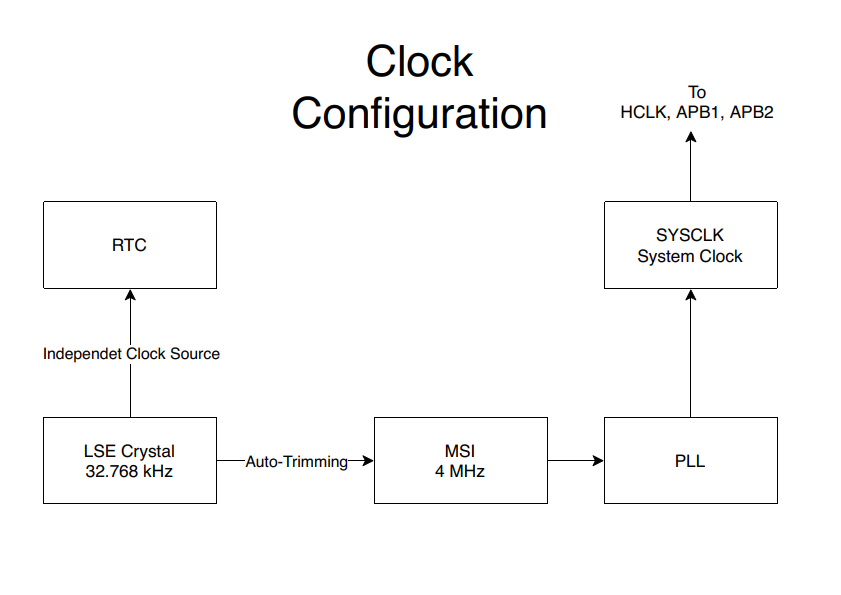 Clock
Configuration
To
HCLK, APB1, APB2
RTC
SYSCLK
System Clock
Independet Clock Source
LSE Crystal
32.768 kHz
Auto-Trimming
MSI
4 MHz
PLL